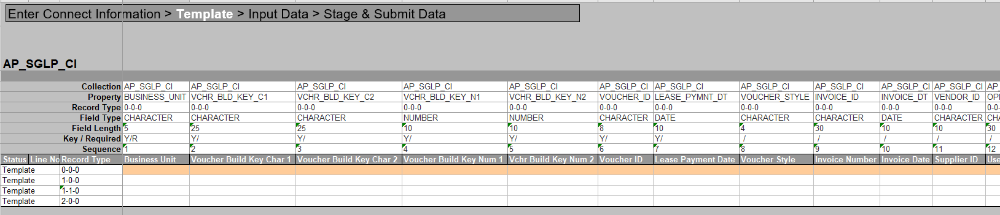 Enter Connect Information > Template > Input Data > Stage & Submit Data
AP_SGLP_CI
Collection AP_SGLP_CI AP_SGLP_CI AP_SGLP_CI AP_SGLP_CI AP_SGLP_CI AP_SGLP_CI AP_SGLP_CI AP_SGLP_CI AP_SGLP_CI AP_SGLP_CI AP_SGLP_CI AP_
Property BUSINESS_UNIT VCHR_BLD_KEY_C1 VCHR_BLD_KEY_C2 VCHR_BLD_KEY_N1 VCHR_BLD_KEY_N2 VOUCHER_ID LEASE_PYMNT_DT VOUCHER_STYLE INVOICE_ID INVOICE_DT VENDOR_ID OPI
Record Type 0-0-0 0-0-0 0-0-0 0-0-0 0-0-0 0-0-0 0-0-0 0-0-0 0-0-0 0-0-0 0-0-0 0-0-
Field Type CHARACTER CHARACTER CHARACTER NUMBER NUMBER CHARACTER DATE CHARACTER CHARACTER DATE CHARACTER CHA
Field Length 5 25 25 10 10 8 10 4 30 10 10 30
Key / Required Y/R Y/ Y/ Y/ Y/ Y/ Y/ / / / / /
Sequence 1 2 3 4 5 6 7 8 9 10 11 12
Status Line No Record Type Business Unit Voucher Build Key Char 1 Voucher Build Key Char 2 Voucher Build Key Num 1 Vchr Build Key Num 2 Voucher ID Lease Payment Date Voucher Style Invoice Number Invoice Date Supplier ID Use
Template 0-0-0
Template 1-0-0
Template 1-1-0
Template 2-0-0